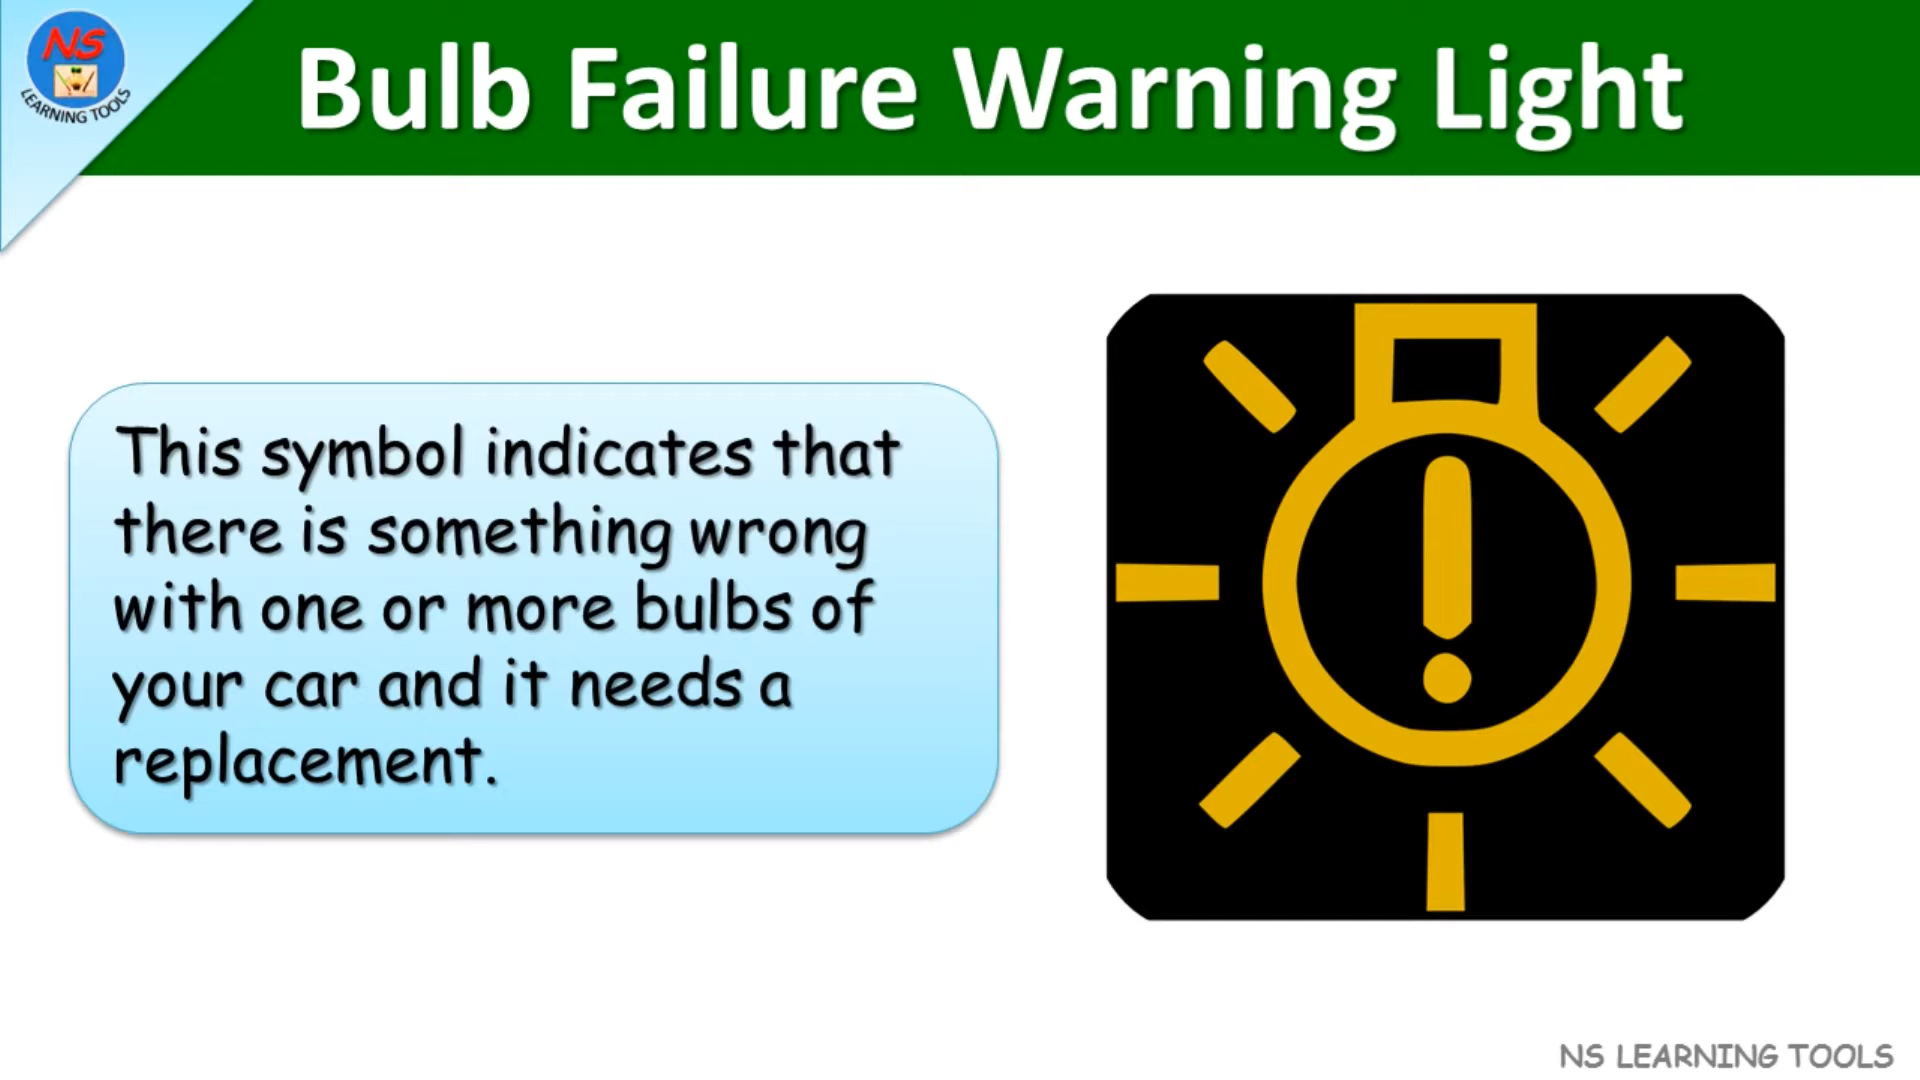 NS
LEARNING TOOLS
Bulb Failure Warning Light
This symbol indicates that
there is something wrong
with one or more bulbs of
your car and it needs a
replacement.
!
NS LEARNING TOOLS